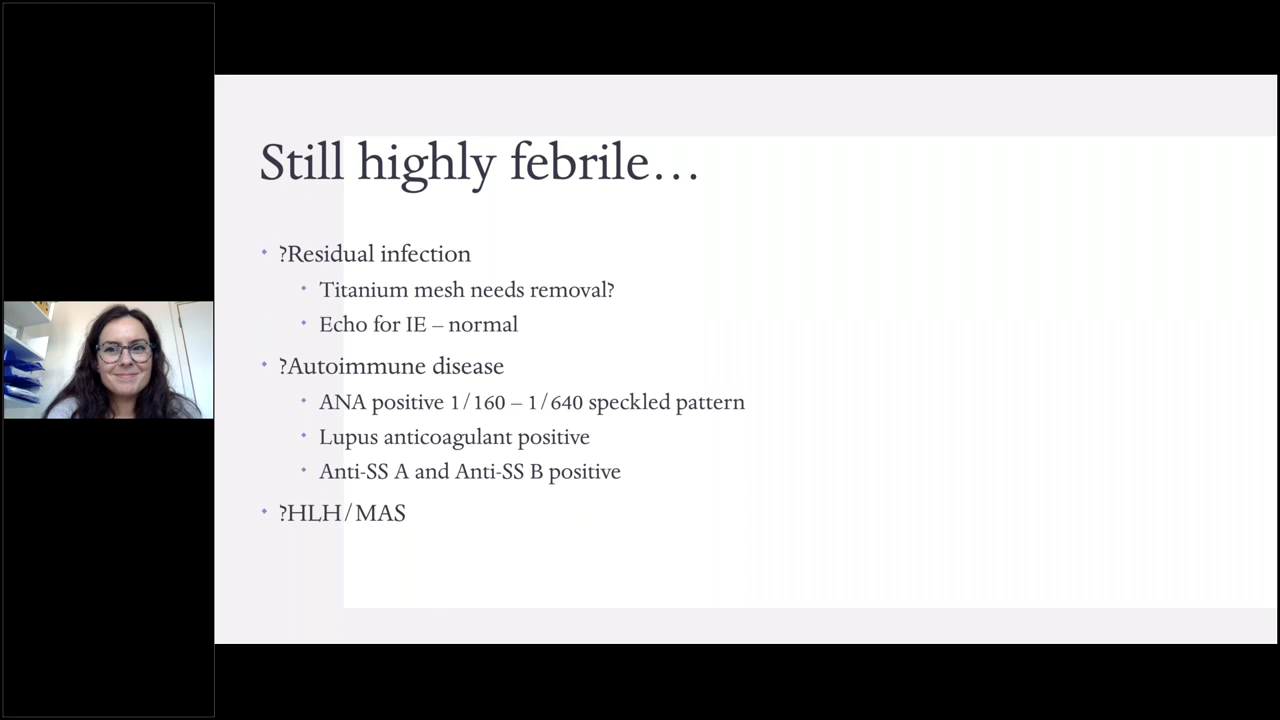 Still highly febrile…
?Residual infection
Titanium mesh needs removal?
Echo for IE – normal
?Autoimmune disease
ANA positive 1/160 – 1/640 speckled pattern
Lupus anticoagulant positive
Anti-SS A and Anti-SS B positive
?HLH/MAS